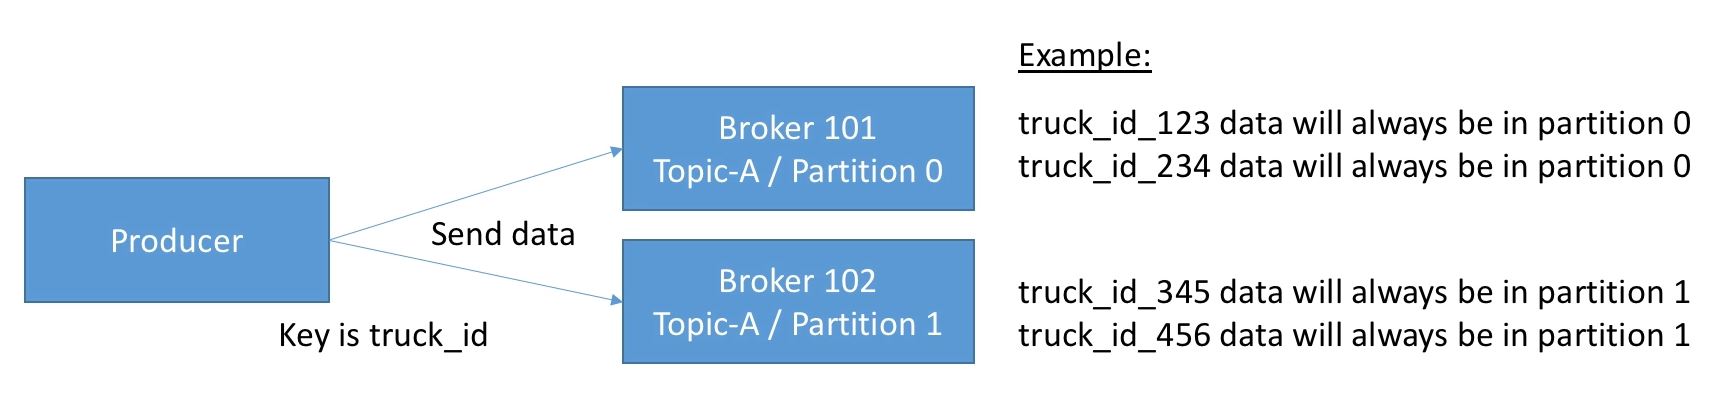 Example:
Broker 101
Topic-A / Partition 0
truck_id_123 data will always be in partition 0
truck_id_234 data will always be in partition 0
Producer
Send data
Key is truck_id
Broker 102
Topic-A / Partition 1
truck_id_345 data will always be in partition 1
truck_id_456 data will always be in partition 1